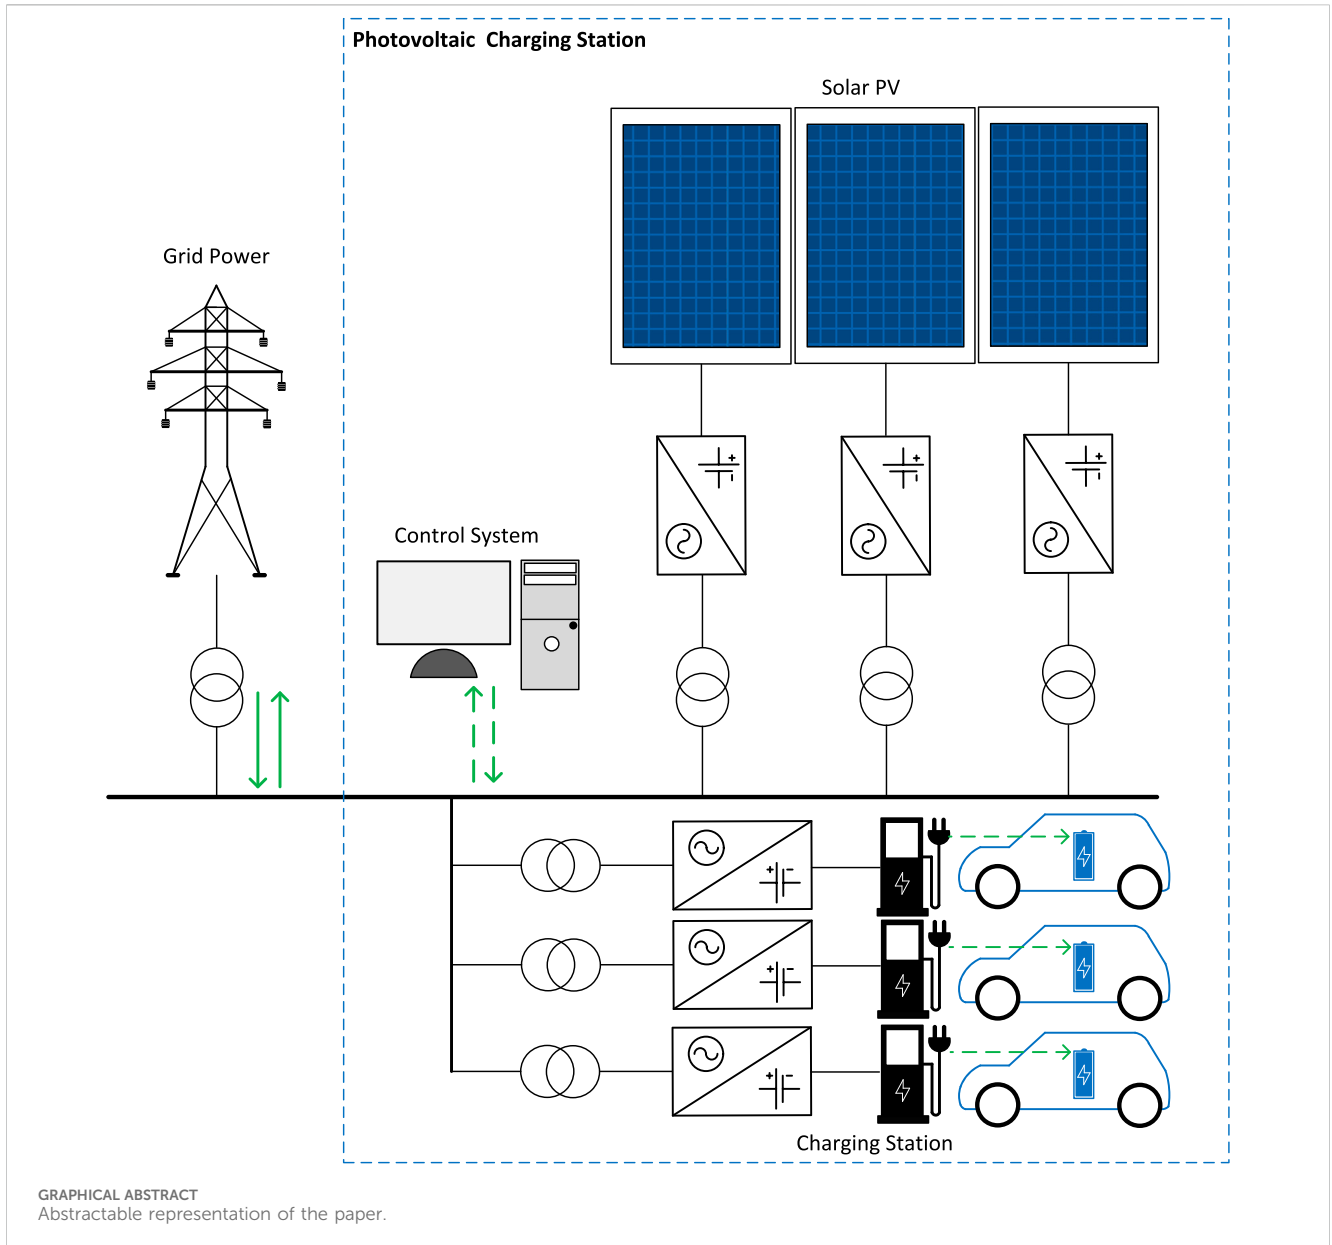 Photovoltaic Charging Station
Solar PV
Grid Power
Control System
Charging Station
GRAPHICAL ABSTRACT
Abstractable representation of the paper.